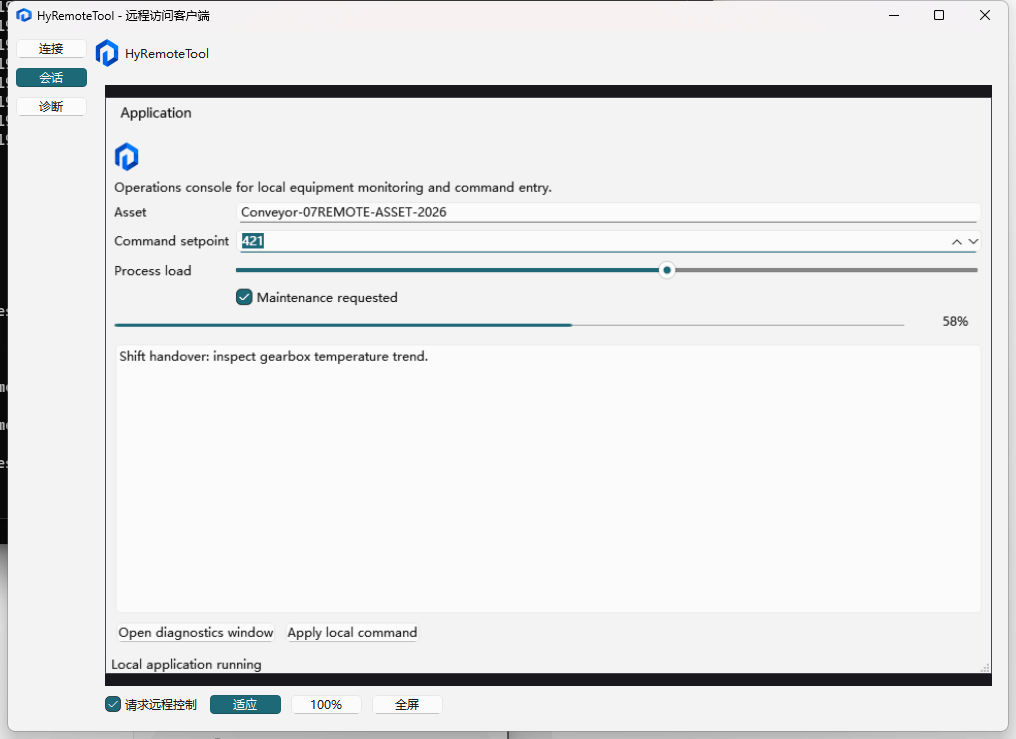 HyRemoteTool - 远程访问客户端
连接
会话
诊断
HyRemoteTool
Application
Operations console for local equipment monitoring and command entry.
Asset Conveyor-07REMOTE-ASSET-2026
Command setpoint 421
Process load
Maintenance requested
58%
Shift handover: inspect gearbox temperature trend.
Open diagnostics window Apply local command
Local application running
请求远程控制 适应 100% 全屏